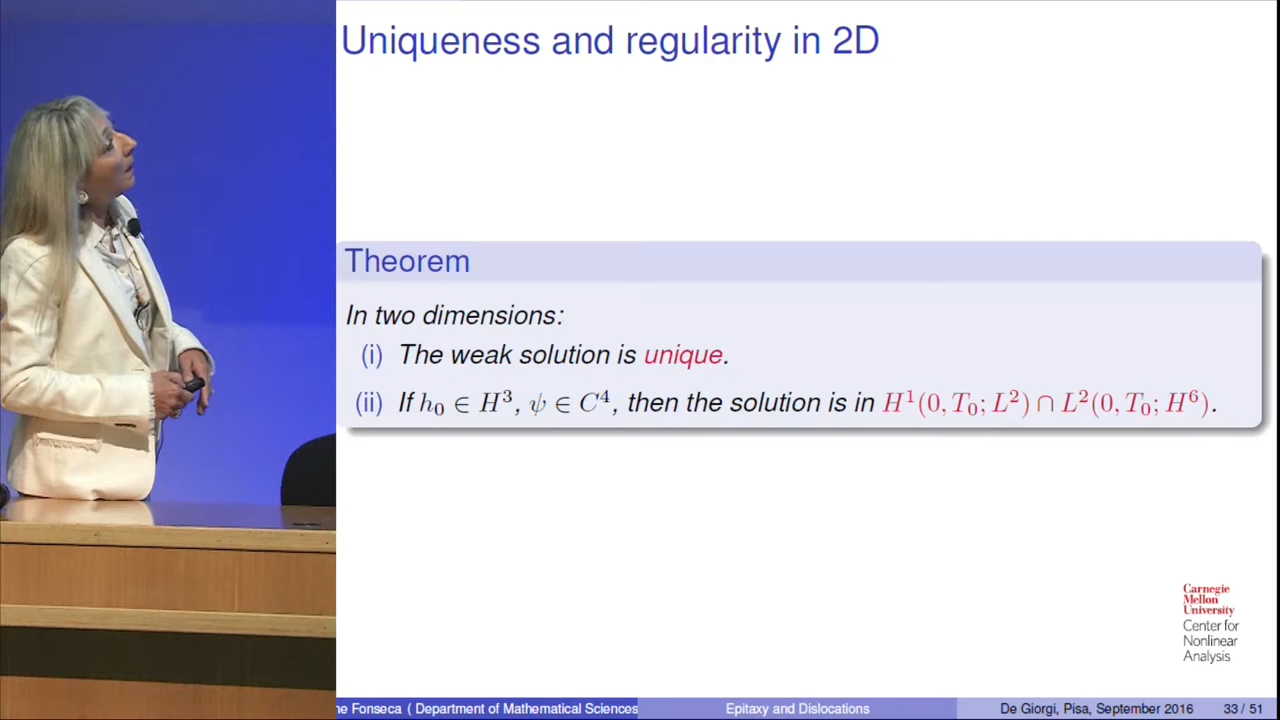 Uniqueness and regularity in 2D
Theorem
In two dimensions:
(i) The weak solution is unique.
(ii) If h₀ ∈ H³, ψ ∈ C⁴, then the solution is in H¹(0, T₀; L²) ∩ L²(0, T₀; H⁶).
Carnegie
Mellon
University
Center for
Nonlinear
Analysis
ne Fonseca ( Department of Mathematical Sciences
Epitaxy and Dislocations
De Giorgi, Pisa, September 2016
33 / 51